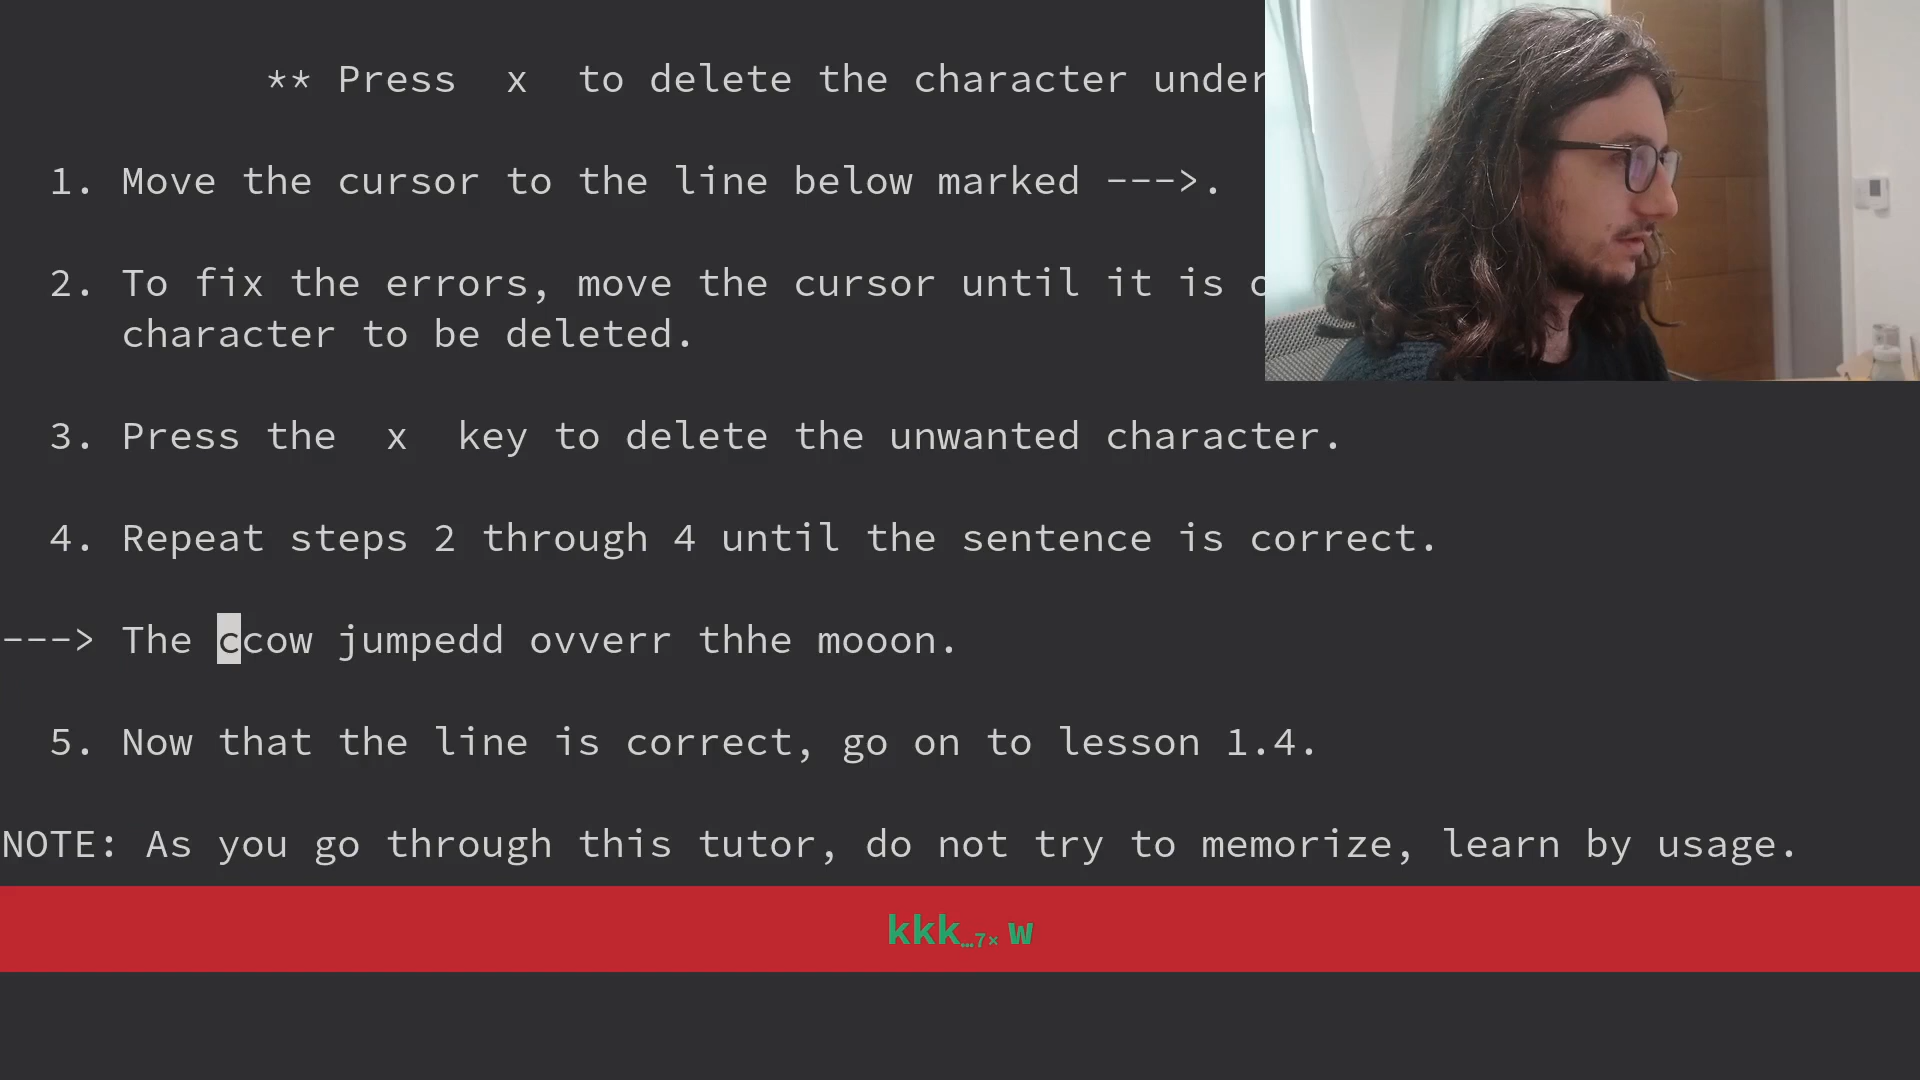 ** Press  x  to delete the character under
1. Move the cursor to the line below marked --->.
2. To fix the errors, move the cursor until it is
character to be deleted.
3. Press the  x  key to delete the unwanted character.
4. Repeat steps 2 through 4 until the sentence is correct.
---> The ccow jumpedd ovverr thhe mooon.
5. Now that the line is correct, go on to lesson 1.4.
NOTE: As you go through this tutor, do not try to memorize, learn by usage.
kkk…7× w